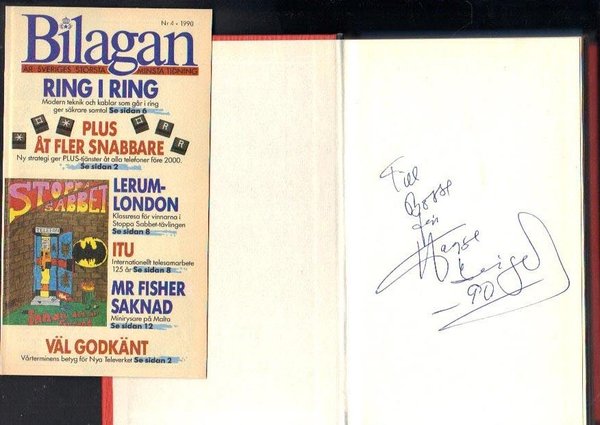 Nr 4 • 1990
Bilagan
ÄR SVERIGES STÖRSTA MINSTA TIDNING
RING I RING
Modern teknik och kablar som går i ring
ger säkrare samtal Se sidan 6
PLUS
ÅT FLER SNABBARE
Ny strategi ger PLUS-tjänster åt alla telefoner före 2000.
Se sidan 2
STOPPA
SABBET
TELEFON
LERUM-
LONDON
Klassresa för vinnarna i
Stoppa Sabbet-tävlingen
Se sidan 8
ITU
Internationellt telesamarbete
125 år Se sidan 8
MR FISHER
SAKNAD
Minirysare på Malta
Se sidan 12
VÄL GODKÄNT
Vårterminens betyg för Nya Televerket Se sidan 2
Till
Bosse
från
Hasse
-90